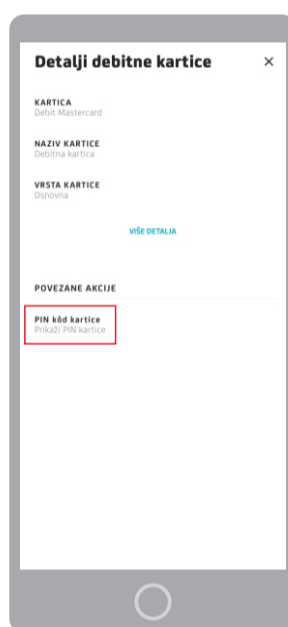 Detalji debitne kartice ×
KARTICA
Debit Mastercard
NAZIV KARTICE
Debitna kartica
VRSTA KARTICE
Osnovna
VIŠE DETALJA
POVEZANE AKCIJE
PIN kôd kartice
Prikaži PIN kartice